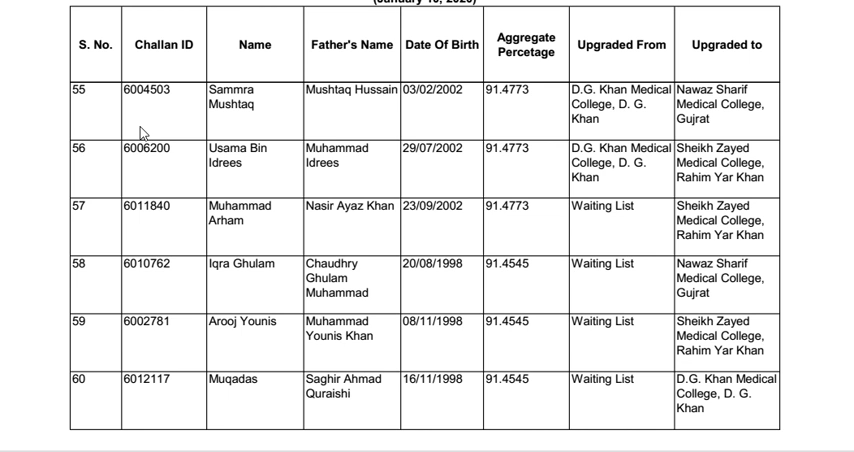 S. No. Challan ID Name Father's Name Date Of Birth Aggregate Percetage Upgraded From Upgraded to
55 6004503 Sammra Mushtaq Mushtaq Hussain 03/02/2002 91.4773 D.G. Khan Medical College, D. G. Khan Nawaz Sharif Medical College, Gujrat
56 6006200 Usama Bin Idrees Muhammad Idrees 29/07/2002 91.4773 D.G. Khan Medical College, D. G. Khan Sheikh Zayed Medical College, Rahim Yar Khan
57 6011840 Muhammad Arham Nasir Ayaz Khan 23/09/2002 91.4773 Waiting List Sheikh Zayed Medical College, Rahim Yar Khan
58 6010762 Iqra Ghulam Chaudhry Ghulam Muhammad 20/08/1998 91.4545 Waiting List Nawaz Sharif Medical College, Gujrat
59 6002781 Arooj Younis Muhammad Younis Khan 08/11/1998 91.4545 Waiting List Sheikh Zayed Medical College, Rahim Yar Khan
60 6012117 Muqadas Saghir Ahmad Quraishi 16/11/1998 91.4545 Waiting List D.G. Khan Medical College, D. G. Khan